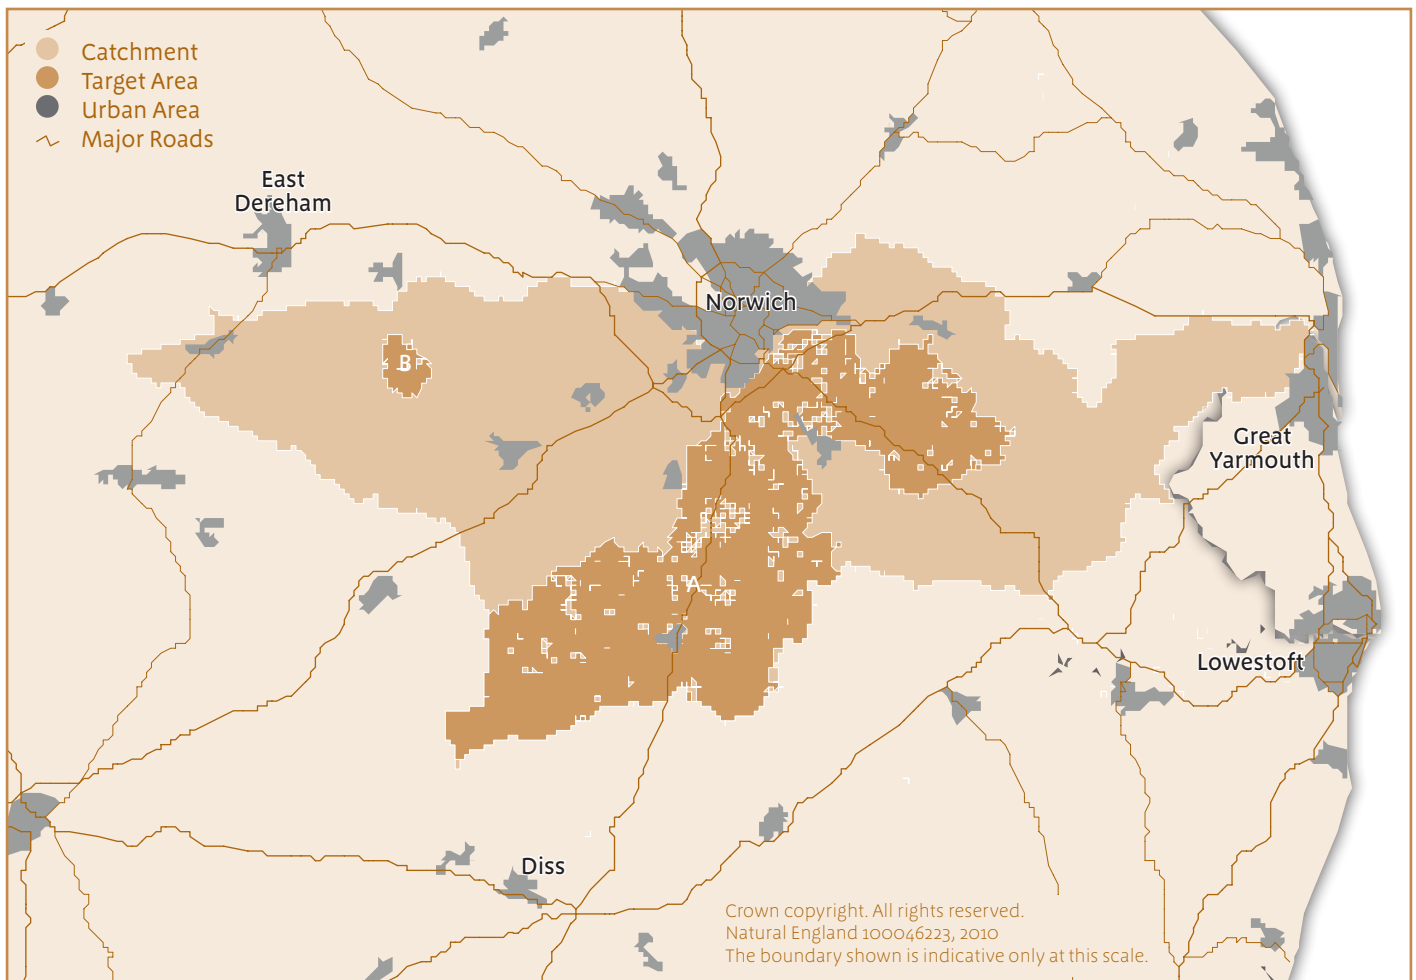 Catchment
Target Area
Urban Area
Major Roads
East
Dereham
Norwich
B
Great
Yarmouth
A
Lowestoft
Diss
Crown copyright. All rights reserved.
Natural England 100046223, 2010
The boundary shown is indicative only at this scale.